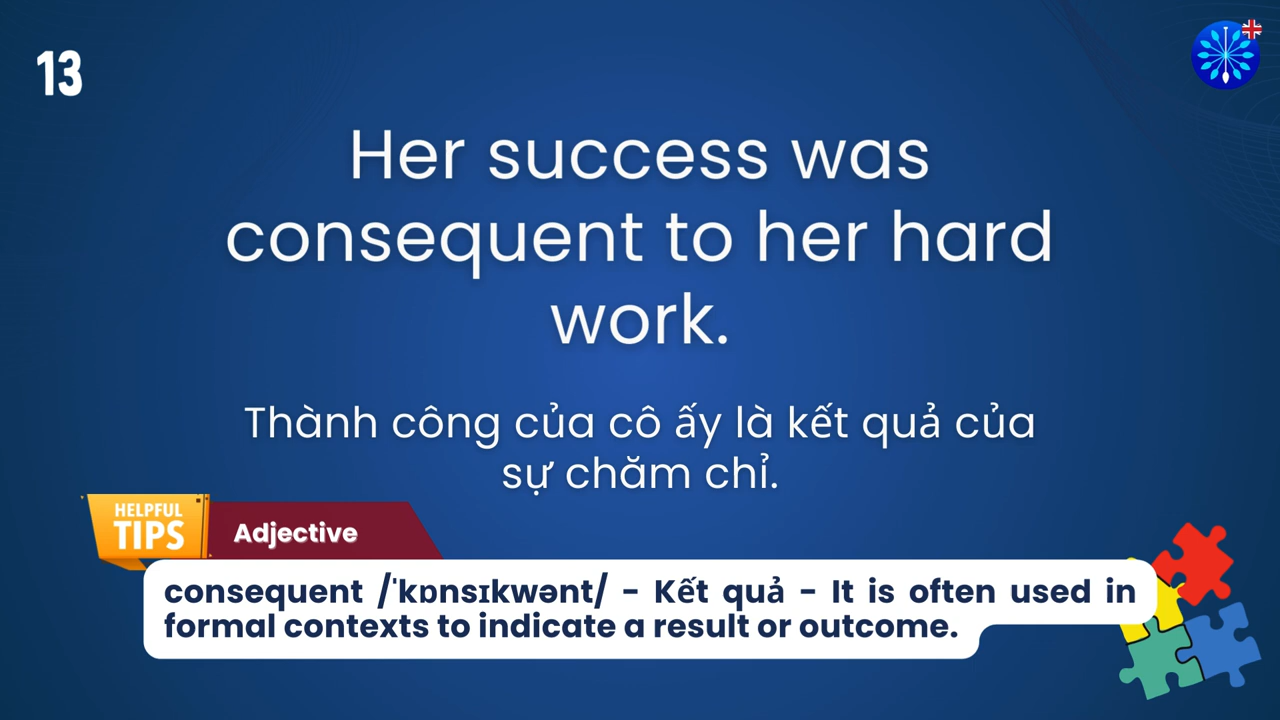 13
Her success was
consequent to her hard
work.
Thành công của cô ấy là kết quả của
sự chăm chỉ.
HELPFUL
TIPS
Adjective
consequent /ˈkɒnsɪkwənt/ - Kết quả - It is often used in
formal contexts to indicate a result or outcome.